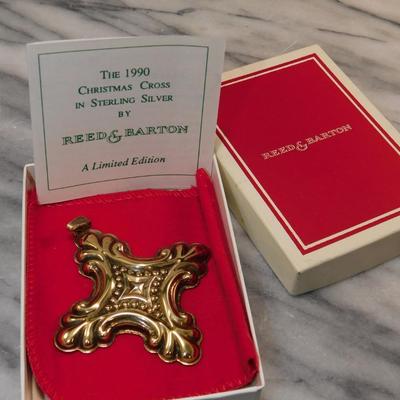 THE 1990
CHRISTMAS CROSS
IN STERLING SILVER
BY
REED & BARTON
A Limited Edition
REED & BARTON